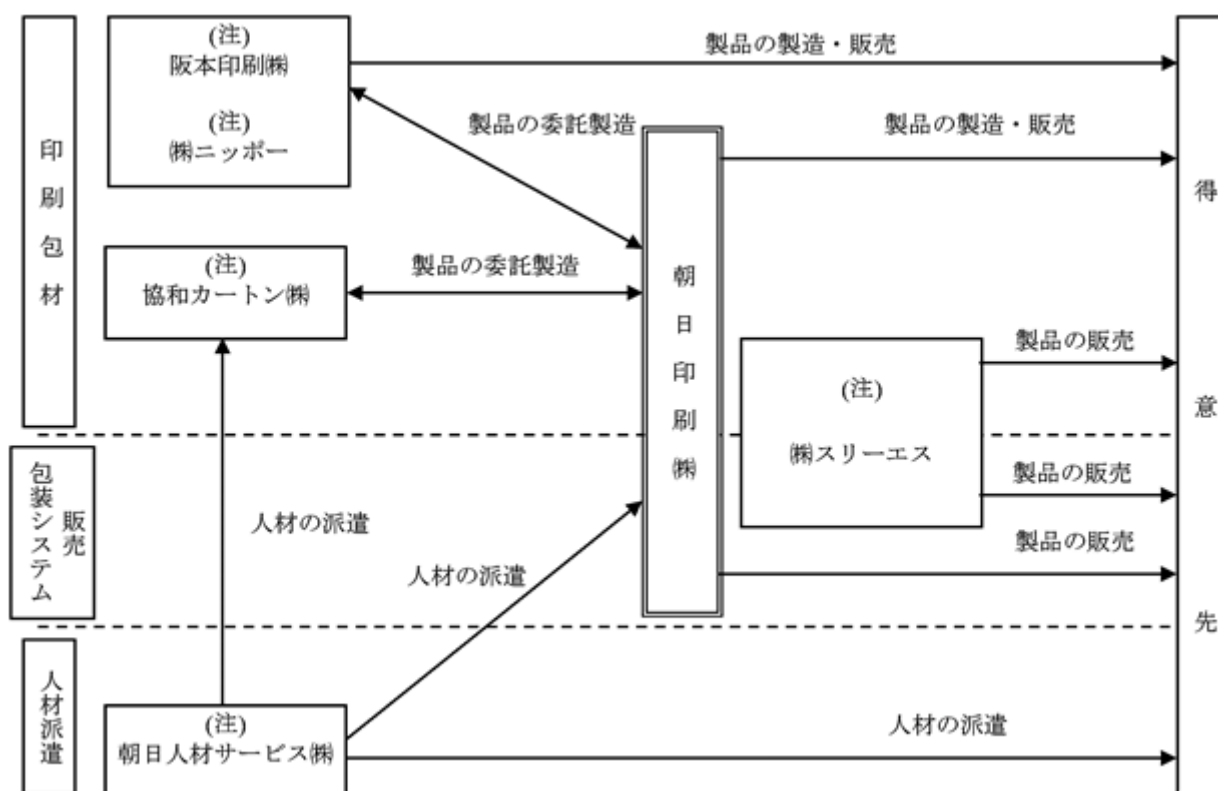 印刷包材
(注)
阪本印刷㈱
(注)
㈱ニッポー
製品の製造・販売
製品の委託製造
製品の製造・販売
(注)
協和カートン㈱
製品の委託製造
朝日印刷㈱
得意先
(注)
㈱スリーエス
製品の販売
製品の販売
製品の販売
包装システム
販売
人材の派遣
人材の派遣
人材派遣
(注)
朝日人材サービス㈱
人材の派遣